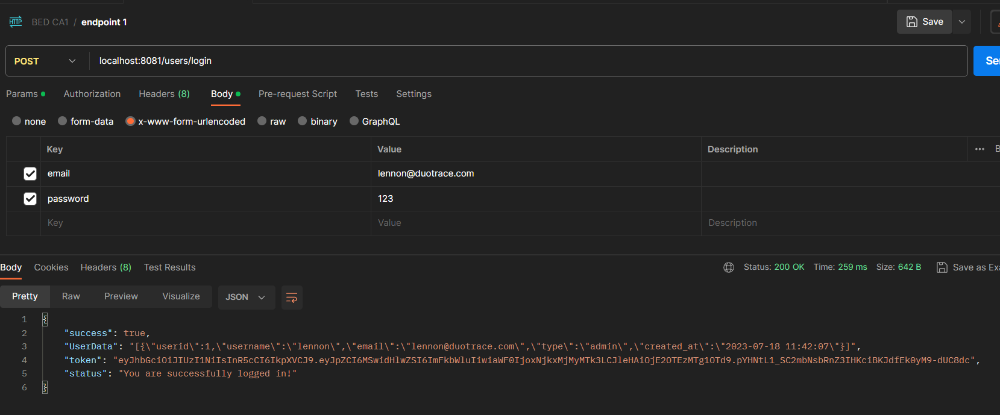 HTTP BED CA1 / endpoint 1 Save
POST localhost:8081/users/login
Params Authorization Headers (8) Body Pre-request Script Tests Settings
none form-data x-www-form-urlencoded raw binary GraphQL
Key Value Description
email lennon@duotrace.com
password 123
Key Value Description
Body Cookies Headers (8) Test Results Status: 200 OK Time: 259 ms Size: 642 B Save as
Pretty Raw Preview Visualize JSON
1 {
2 "success": true,
3 "UserData": "[{\"userid\":1,\"username\":\"lennon\",\"email\":\"lennon@duotrace.com\",\"type\":\"admin\",\"created_at\":\"2023-07-18 11:42:07\"}]",
4 "token": "eyJhbGciOiJIUzI1NiIsInR5cCI6IkpXVCJ9.eyJpZCI6MSwidHlwZSI6ImFkbWluIiwiaWF0IjoxNjkxMjMyMTk3LCJleHAiOjE2OTEzMTg1OTd9.pYHNtL1_SC2mbNsbRnZ3IHKciBKJdfEk0yM9-dUC8dc",
5 "status": "You are successfully logged in!"
6 }